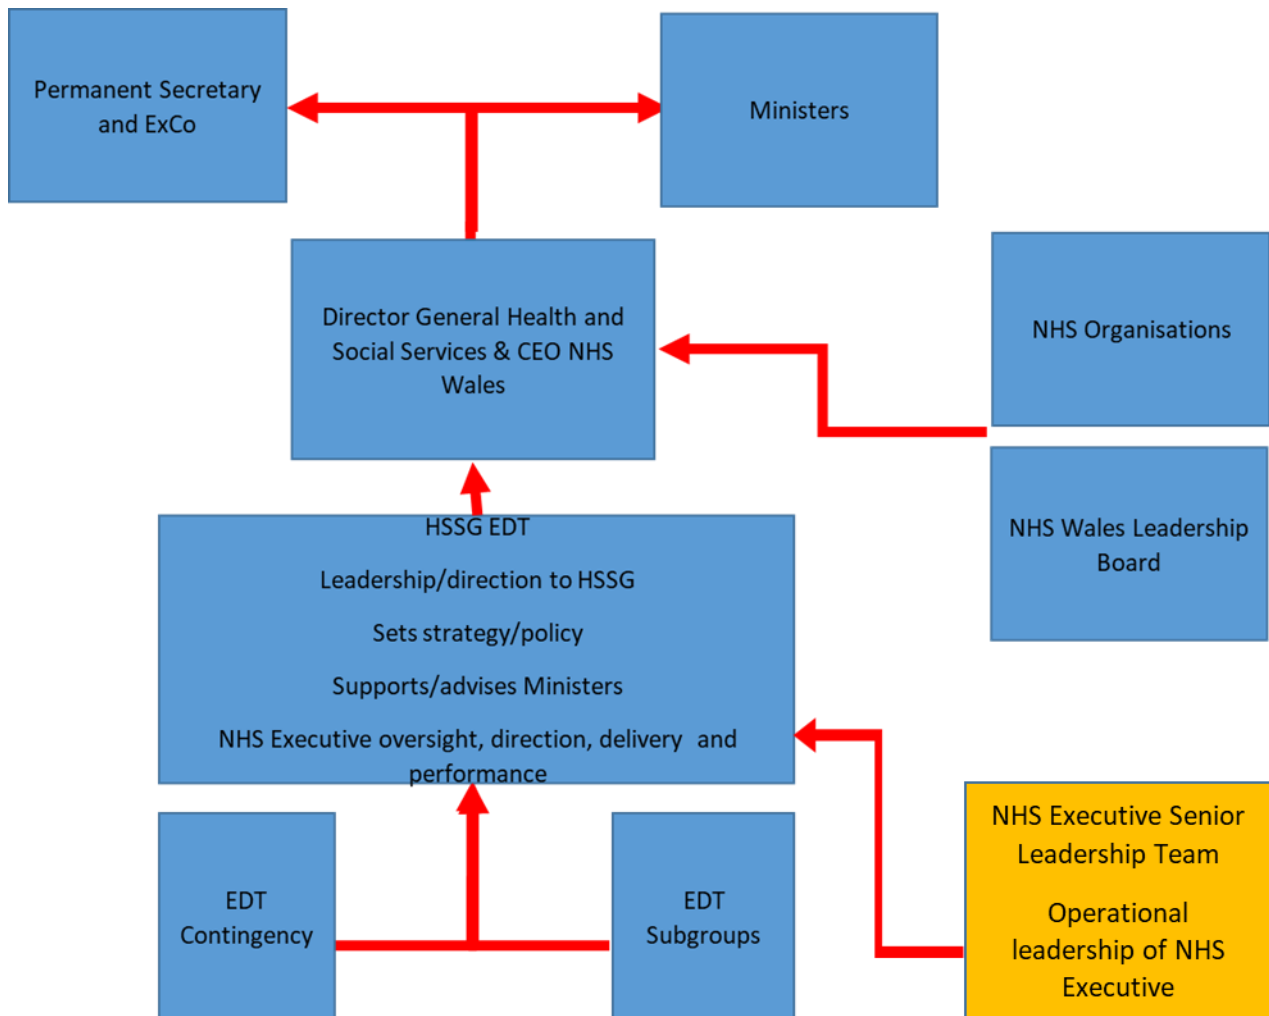 Permanent Secretary
and ExCo
Ministers
Director General Health and
Social Services & CEO NHS
Wales
NHS Organisations
NHS Wales Leadership
Board
HSSG EDT
Leadership/direction to HSSG
Sets strategy/policy
Supports/advises Ministers
NHS Executive oversight, direction, delivery and
performance
EDT
Contingency
EDT
Subgroups
NHS Executive Senior
Leadership Team
Operational
leadership of NHS
Executive